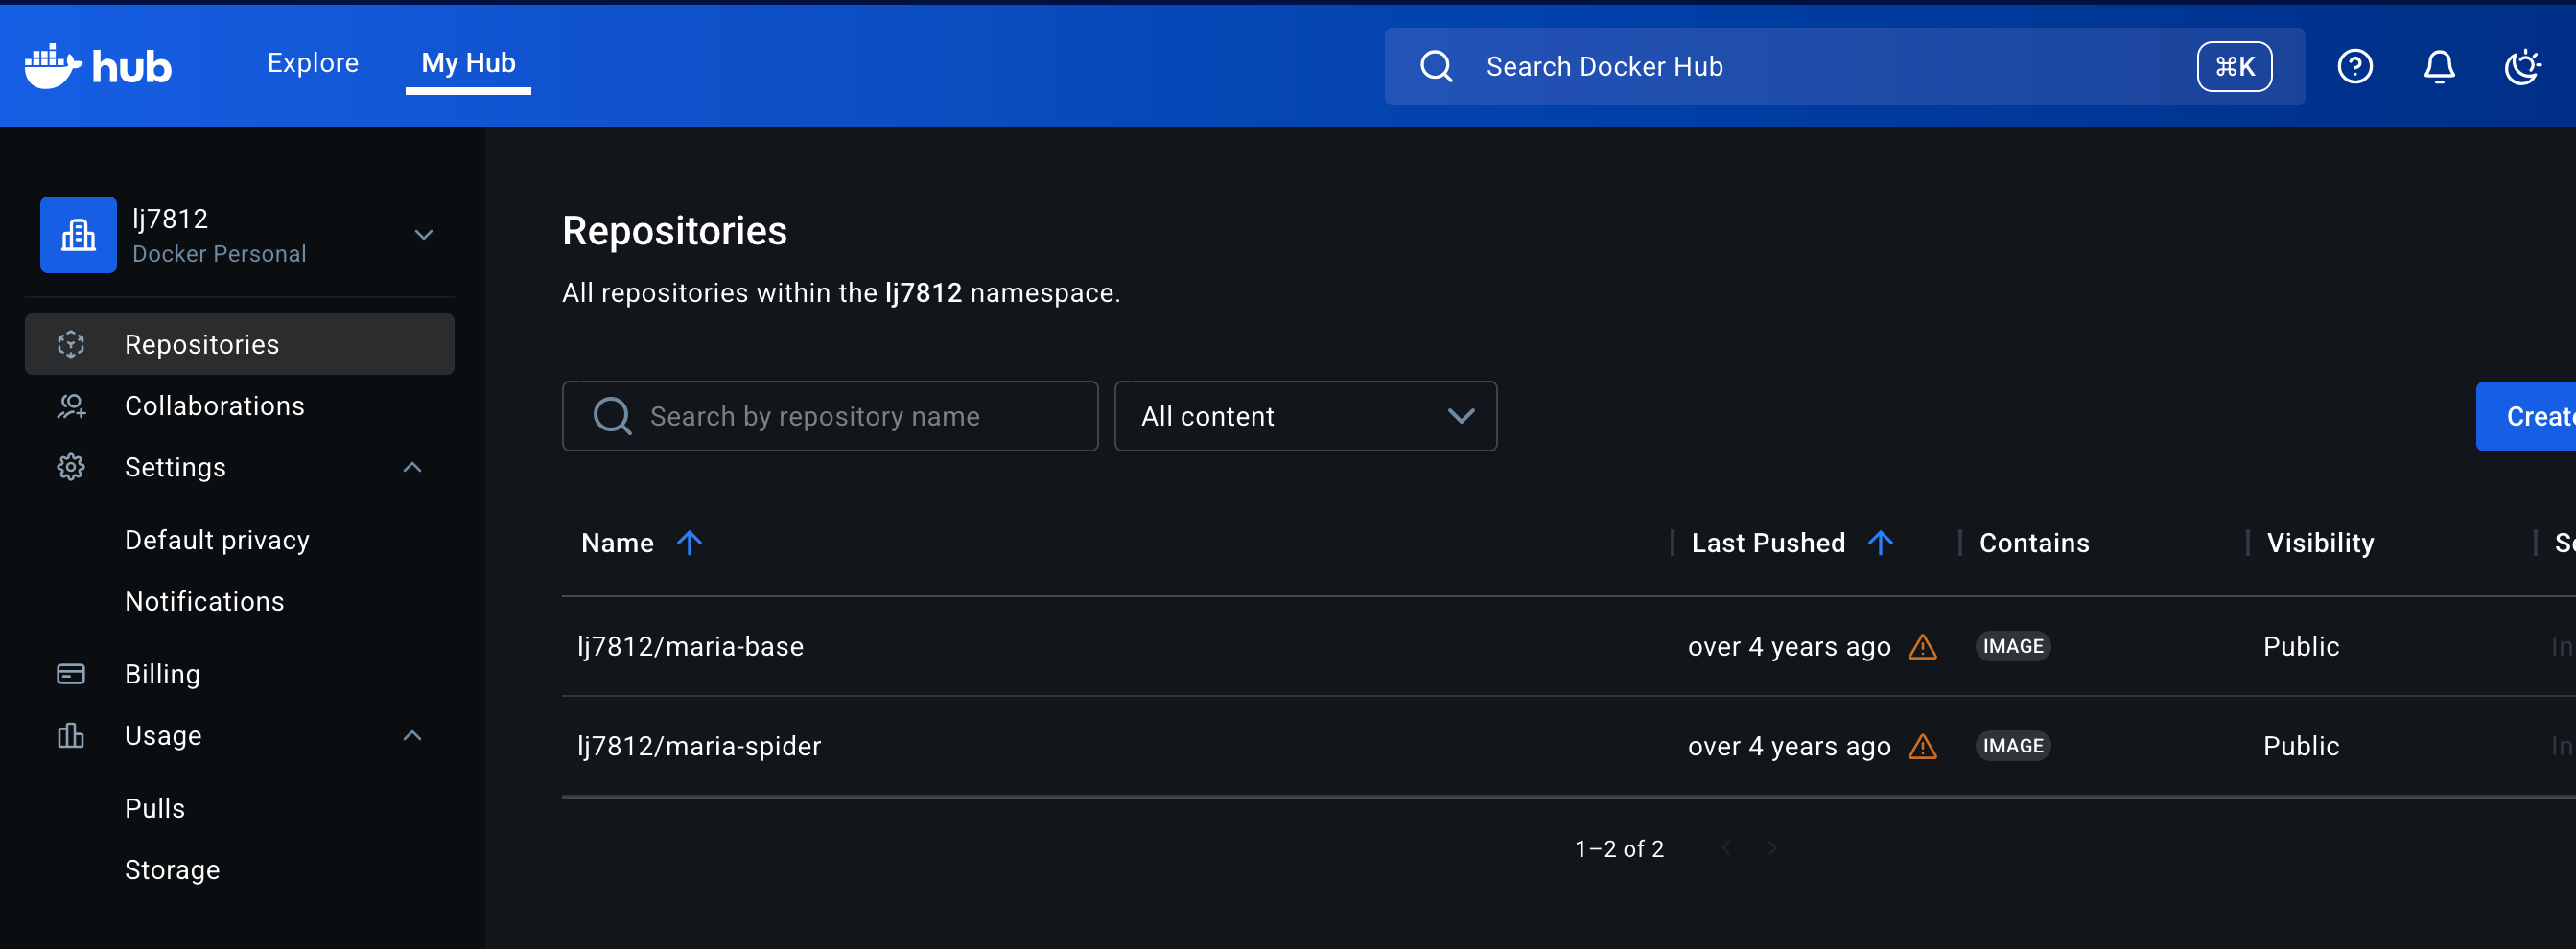 hub
Explore
My Hub
Search Docker Hub
⌘K
lj7812
Docker Personal
Repositories
Collaborations
Settings
Default privacy
Notifications
Billing
Usage
Pulls
Storage
Repositories
All repositories within the lj7812 namespace.
Search by repository name
All content
Name Last Pushed Contains Visibility
lj7812/maria-base over 4 years ago IMAGE Public In
lj7812/maria-spider over 4 years ago IMAGE Public In
1–2 of 2